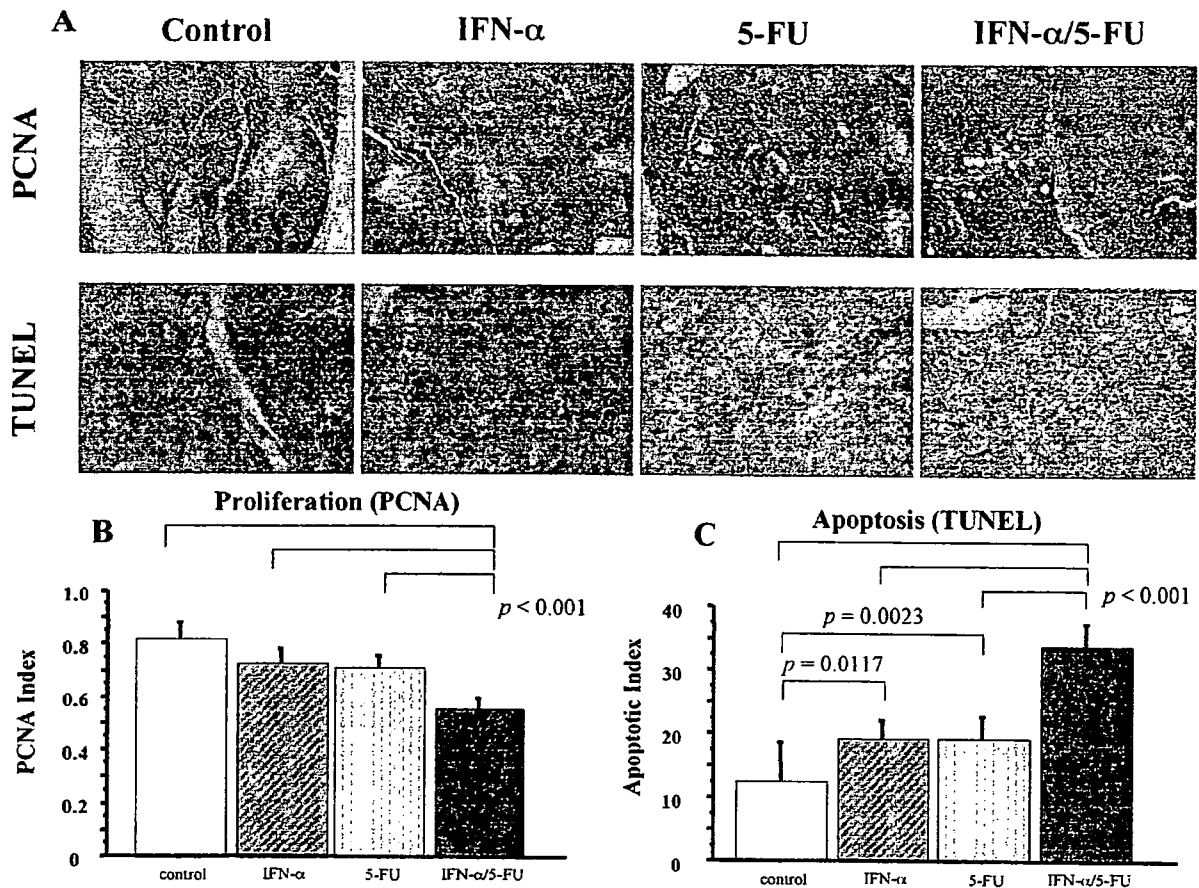 A
Control IFN-α 5-FU IFN-α/5-FU
PCNA
TUNEL
Proliferation (PCNA)
B
p < 0.001
PCNA Index
1.0
0.8
0.6
0.4
0.2
0
control IFN-α 5-FU IFN-α/5-FU
C
Apoptosis (TUNEL)
p < 0.001
p = 0.0023
p = 0.0117
Apoptotic Index
40
30
20
10
0
control IFN-α 5-FU IFN-α/5-FU